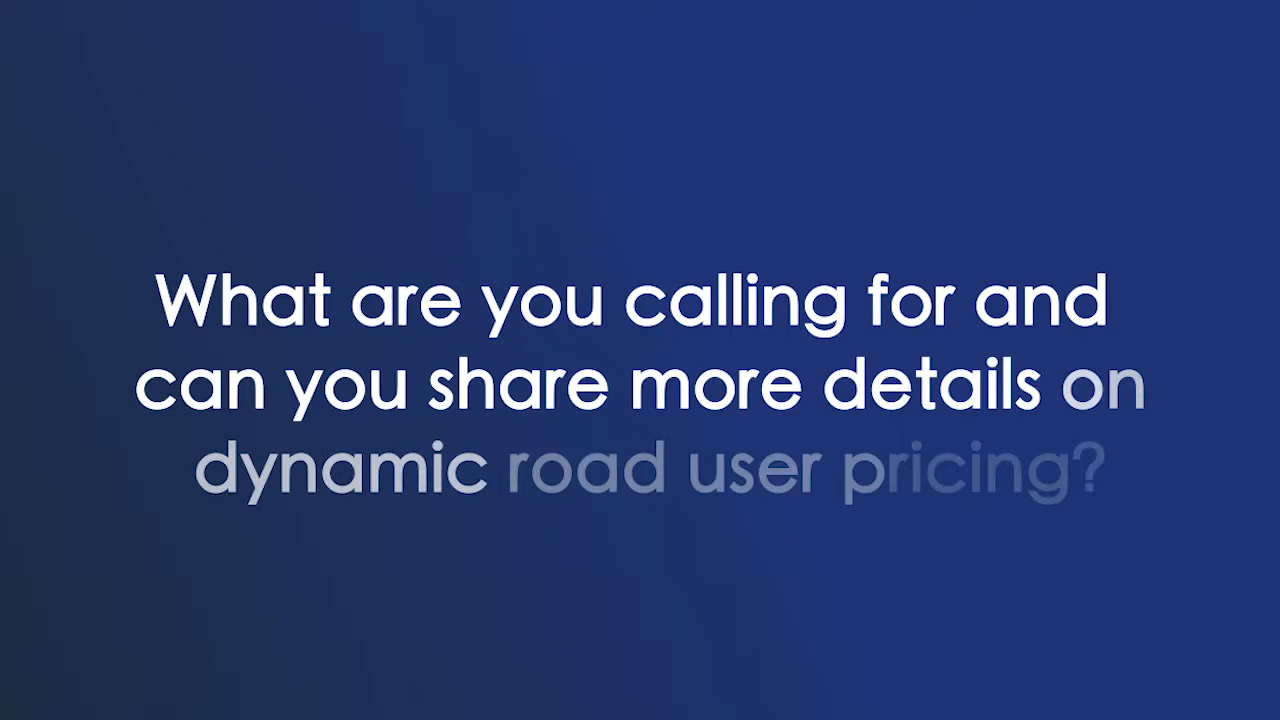 What are you calling for and
can you share more details on
dynamic road user pricing?